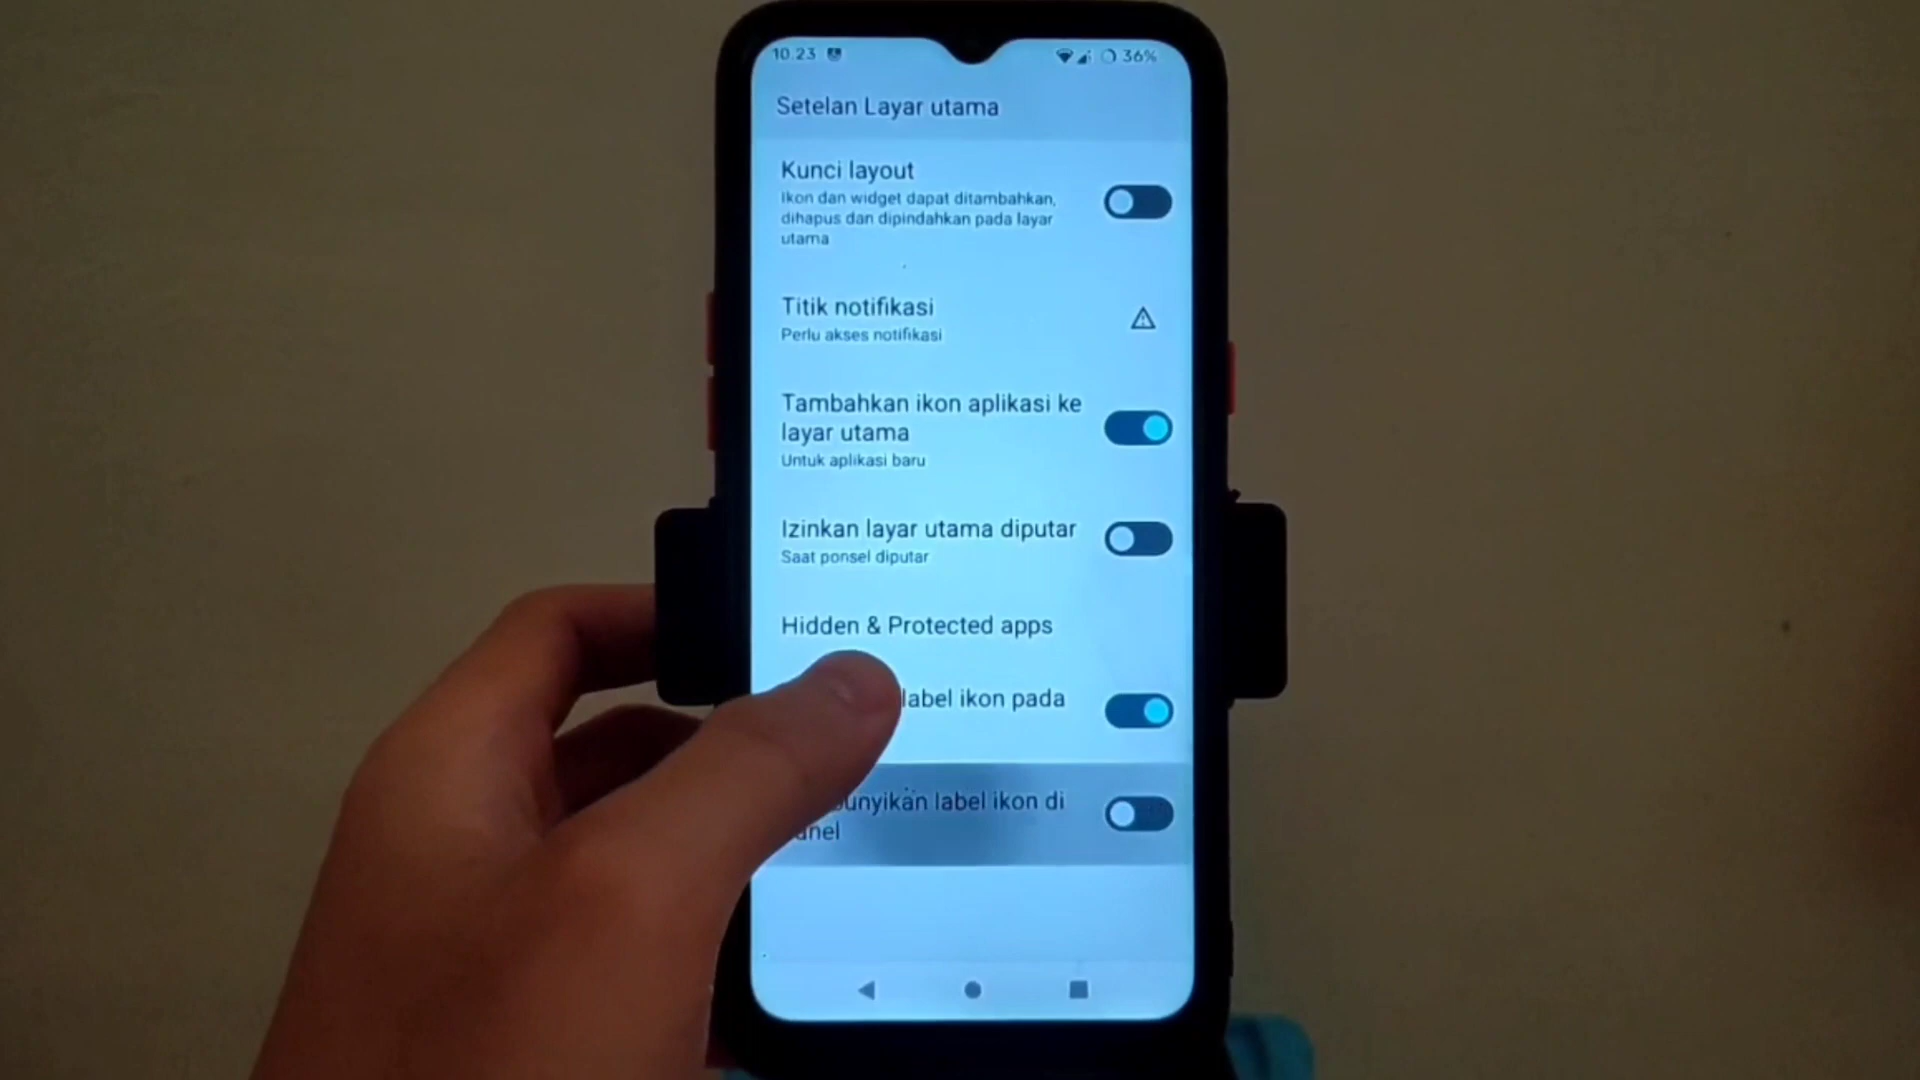 10.23 36%
Setelan Layar utama
Kunci layout
Ikon dan widget dapat ditambahkan,
dihapus dan dipindahkan pada layar
utama
Titik notifikasi
Perlu akses notifikasi
Tambahkan ikon aplikasi ke
layar utama
Untuk aplikasi baru
Izinkan layar utama diputar
Saat ponsel diputar
Hidden & Protected apps
label ikon pada
label ikon di